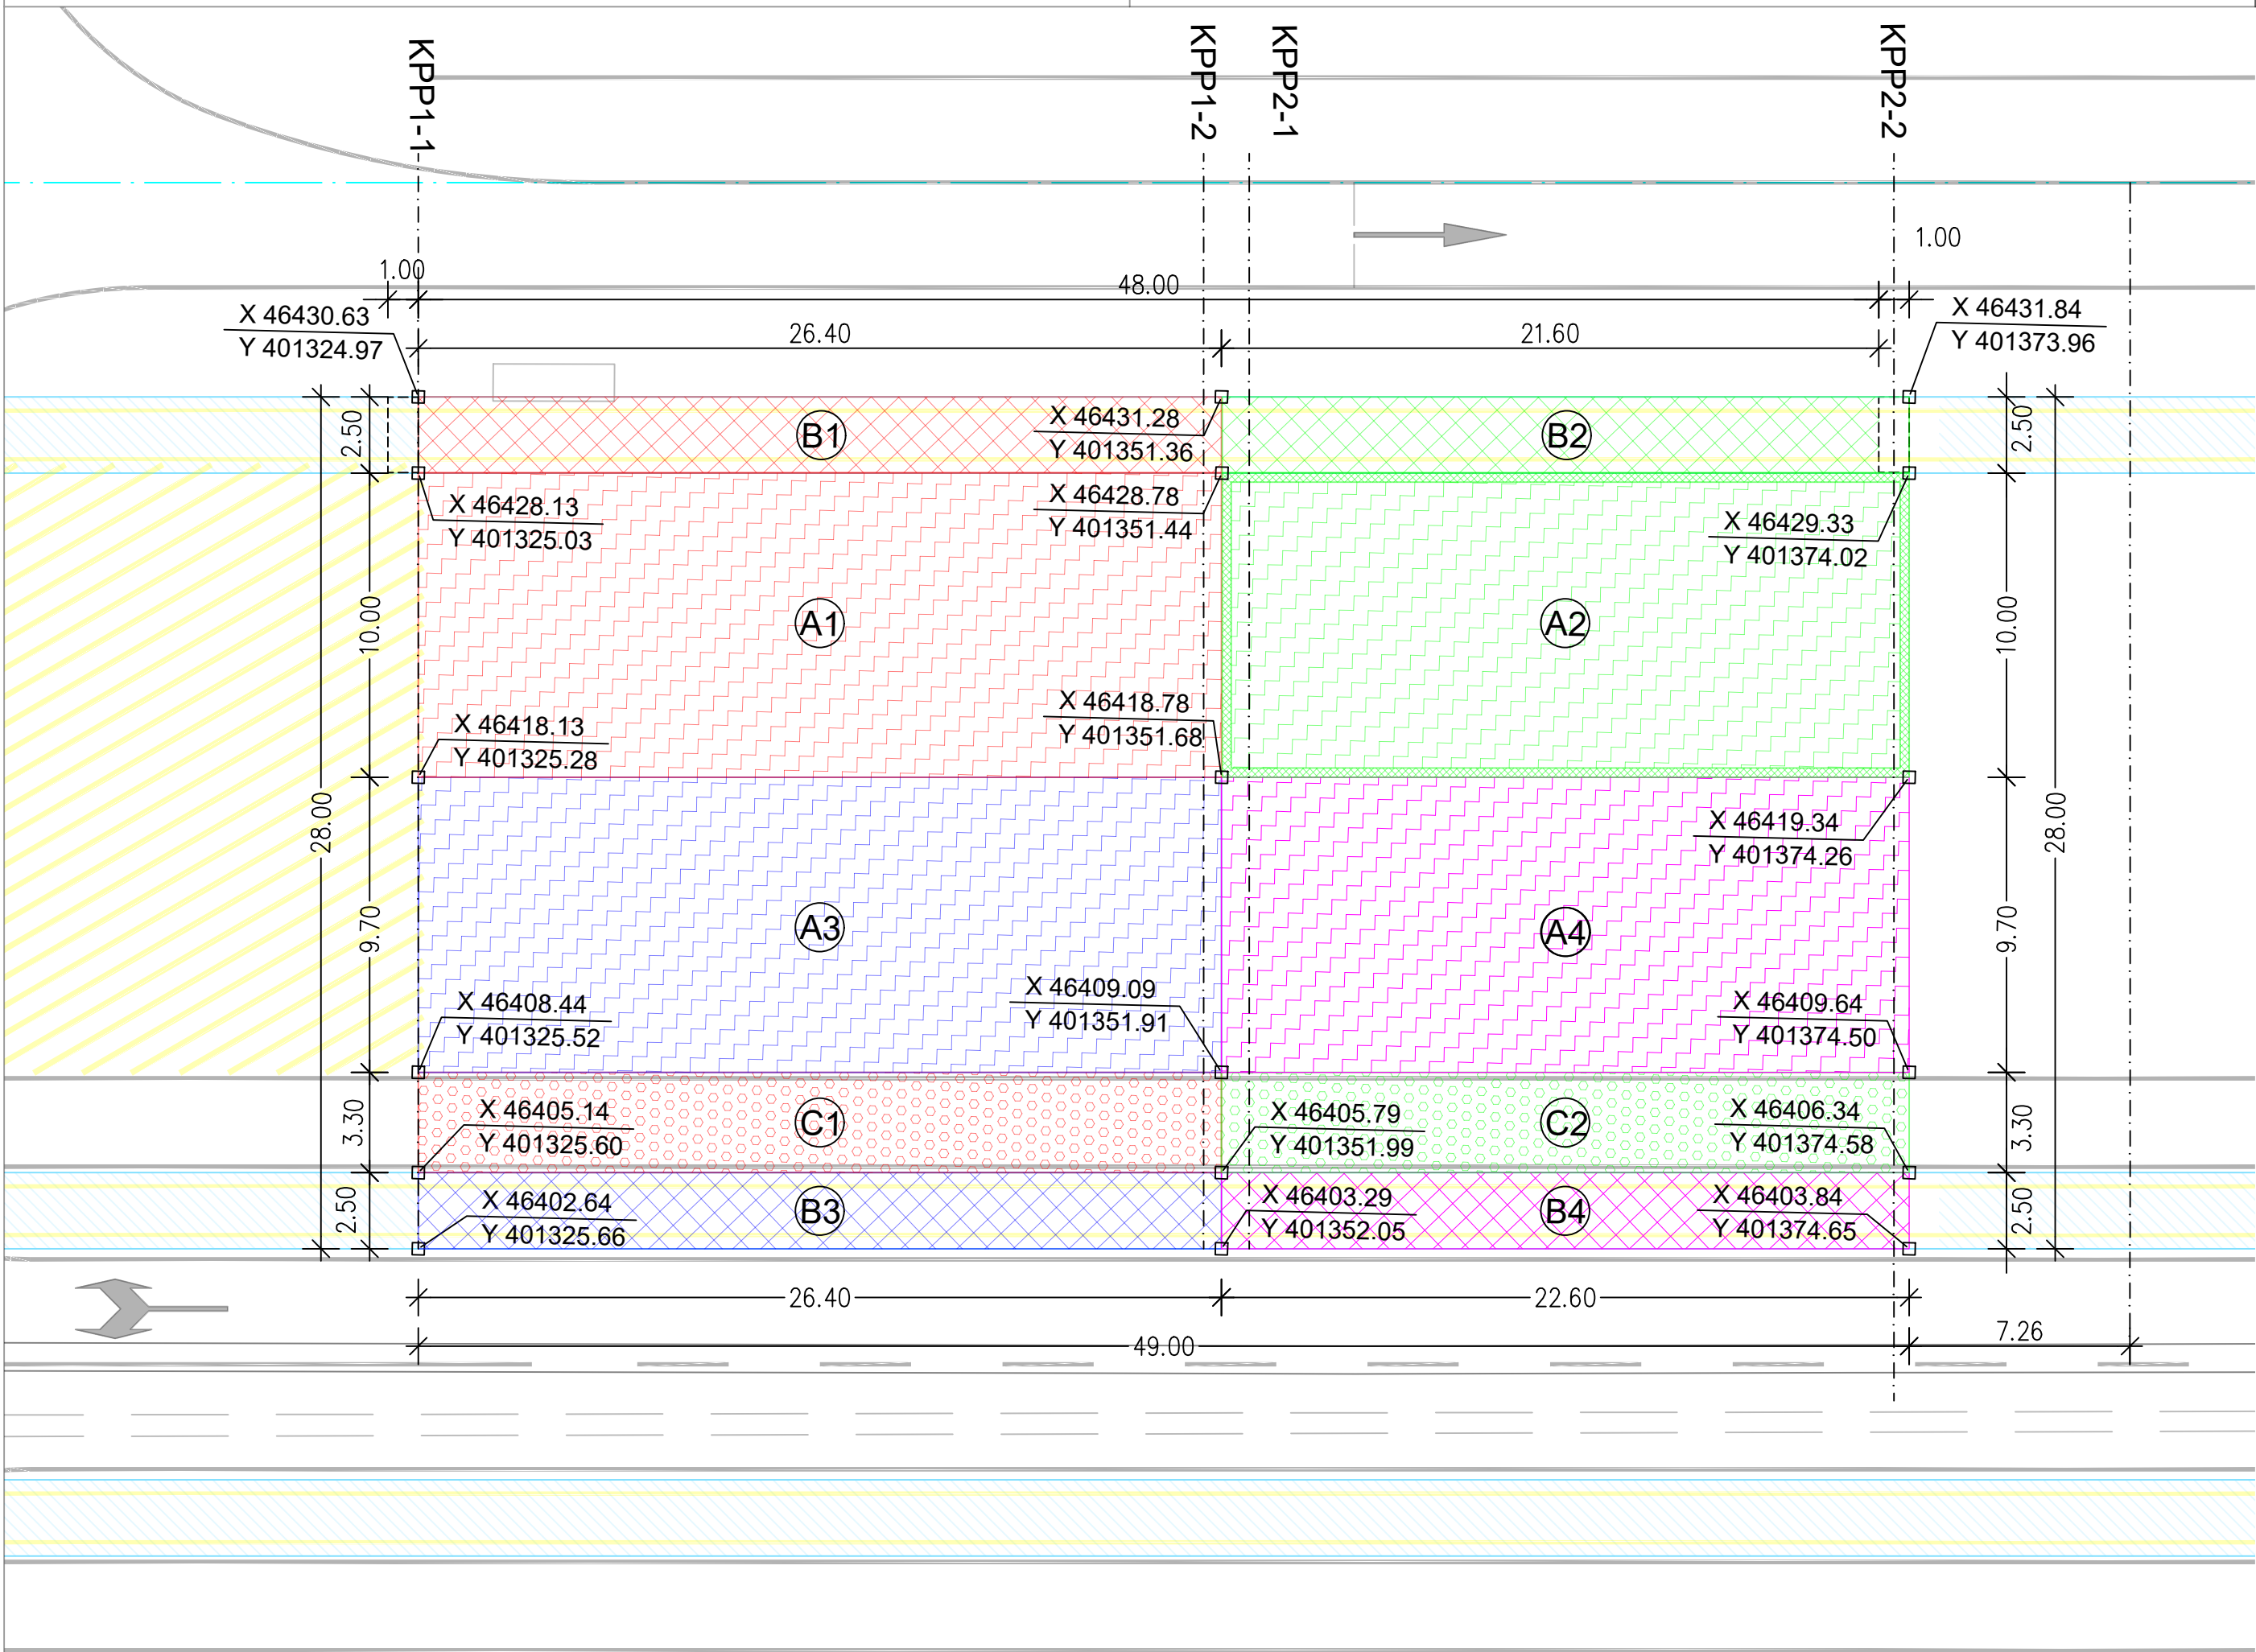 KPP1-1
KPP1-2
KPP2-1
KPP2-2
1.00
48.00
1.00
X 46430.63
Y 401324.97
26.40
21.60
X 46431.84
Y 401373.96
2.50
B1
X 46431.28
Y 401351.36
B2
2.50
X 46428.13
Y 401325.03
X 46428.78
Y 401351.44
X 46429.33
Y 401374.02
10.00
A1
A2
10.00
X 46418.13
Y 401325.28
X 46418.78
Y 401351.68
28.00
X 46419.34
Y 401374.26
28.00
9.70
A3
A4
9.70
X 46408.44
Y 401325.52
X 46409.09
Y 401351.91
X 46409.64
Y 401374.50
3.30
X 46405.14
Y 401325.60
C1
X 46405.79
Y 401351.99
C2
X 46406.34
Y 401374.58
3.30
2.50
X 46402.64
Y 401325.66
B3
X 46403.29
Y 401352.05
B4
X 46403.84
Y 401374.65
2.50
26.40
22.60
49.00
7.26